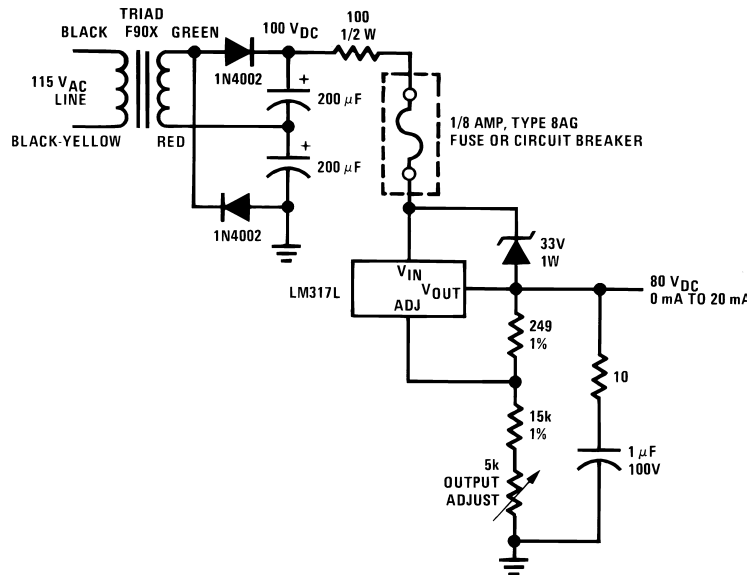 TRIAD
F90X
BLACK
GREEN
115 VAC
LINE
BLACK-YELLOW
RED
1N4002
100 VDC
100
1/2 W
+
200 μF
+
200 μF
1N4002
1/8 AMP, TYPE 8AG
FUSE OR CIRCUIT BREAKER
33V
1W
LM317L
VIN
VOUT
ADJ
80 VDC
0 mA TO 20 mA
249
1%
10
15k
1%
5k
OUTPUT
ADJUST
1 μF
100V